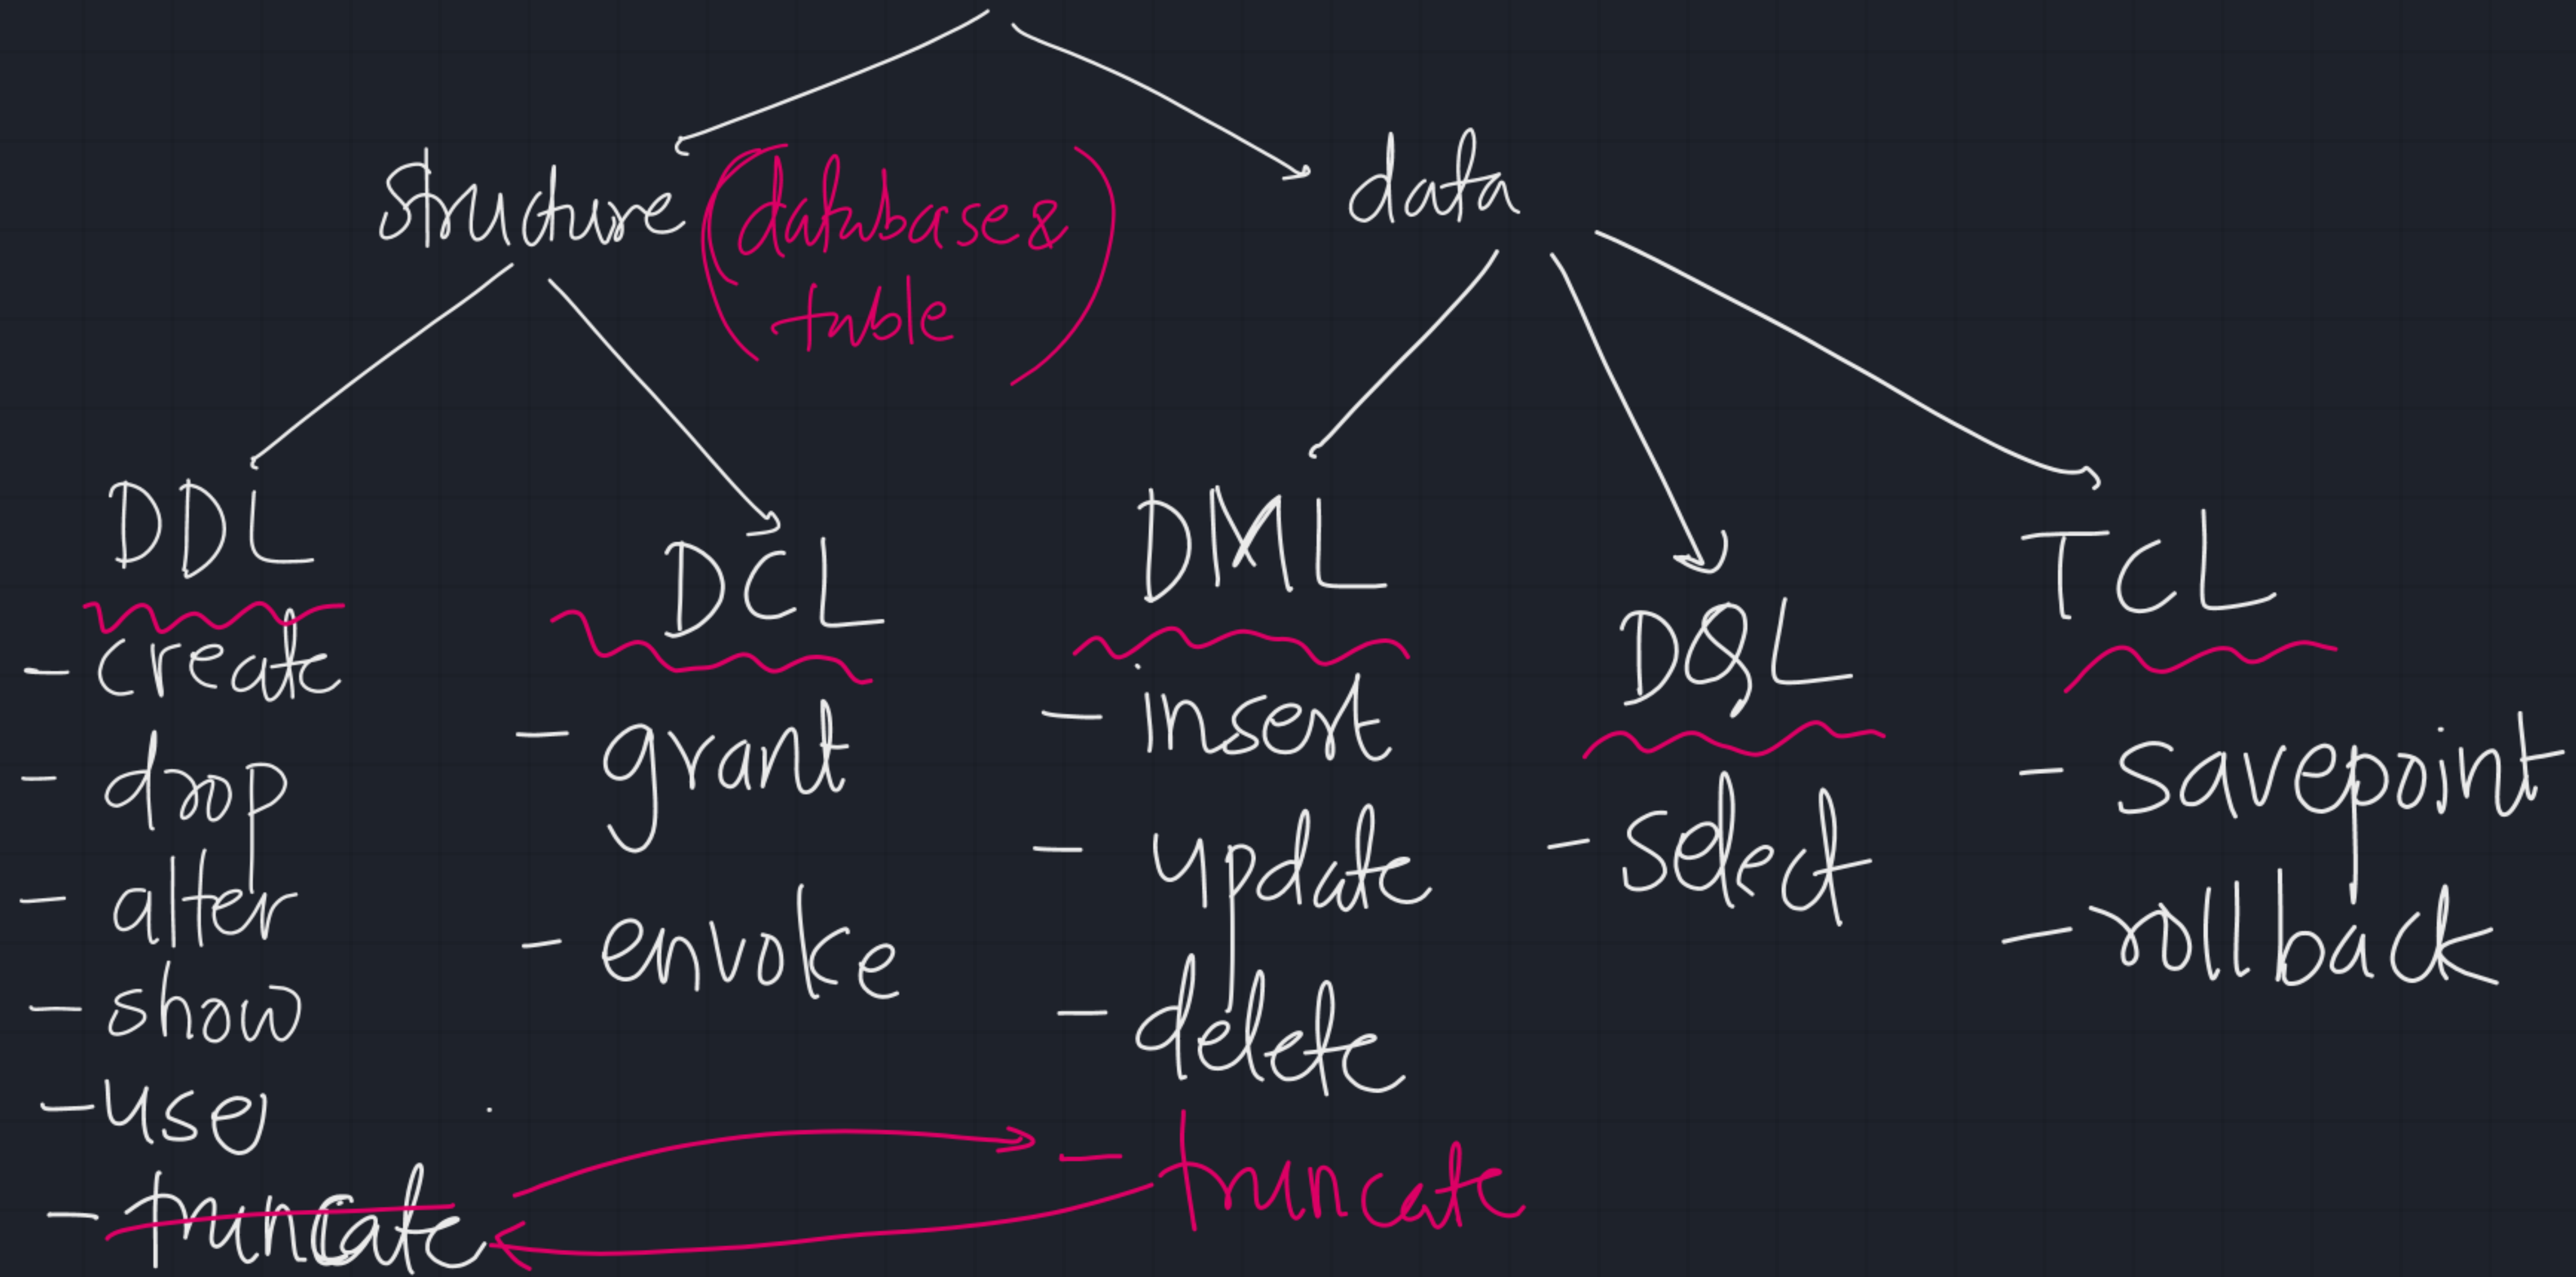 structure (database &
table)
data
DDL
- create
- drop
- alter
- show
- use
- truncate
DCL
- grant
- envoke
DML
- insert
- update
- delete
- truncate
DQL
- select
TCL
- savepoint
- rollback